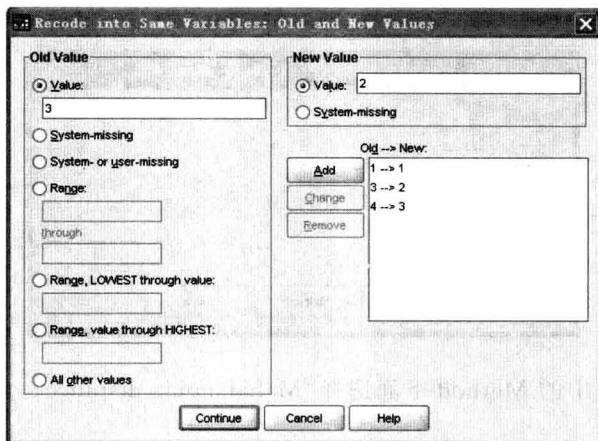 Recode into Same Variables: Old and New Values
Old Value
Value:
3
System-missing
System- or user-missing
Range:
through
Range, LOWEST through value:
Range, value through HIGHEST:
All other values
New Value
Value: 2
System-missing
Old --> New:
Add
Change
Remove
1 --> 1
3 --> 2
4 --> 3
Continue
Cancel
Help